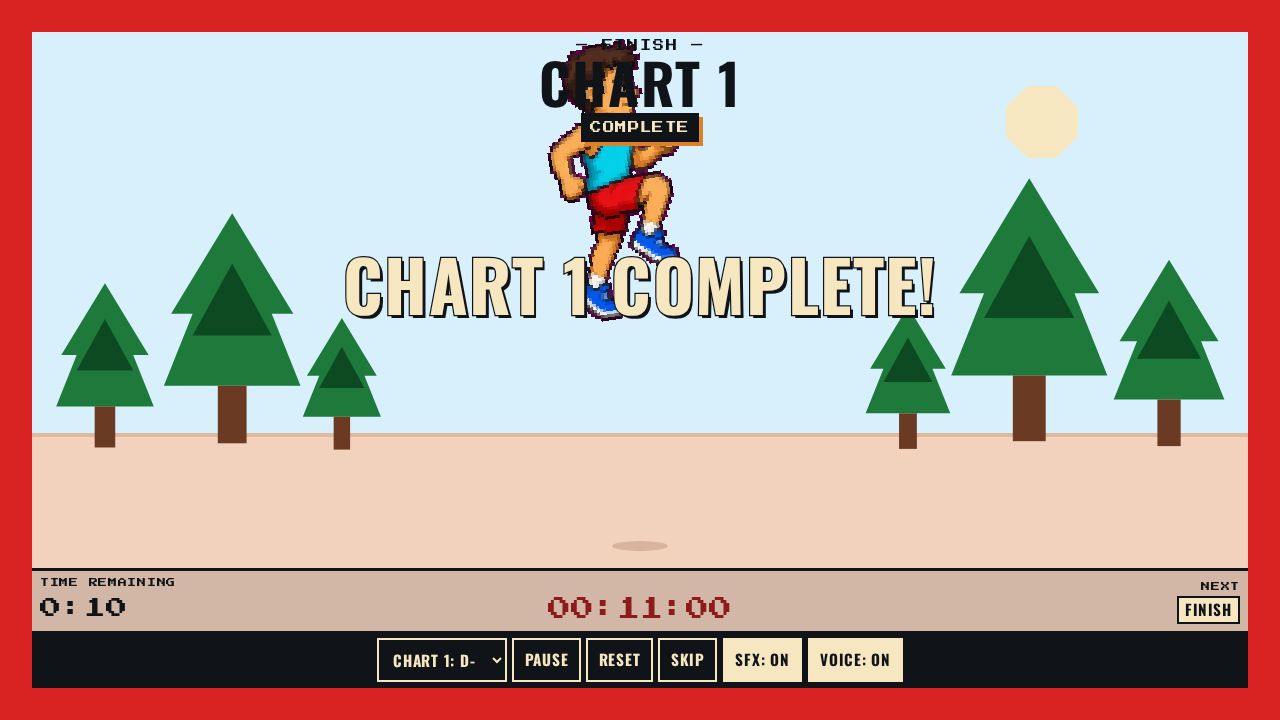 — FINISH —
CHART 1
COMPLETE
CHART 1 COMPLETE!
TIME REMAINING
0:10
00:11:00
NEXT
FINISH
CHART 1: D-
PAUSE
RESET
SKIP
SFX: ON
VOICE: ON